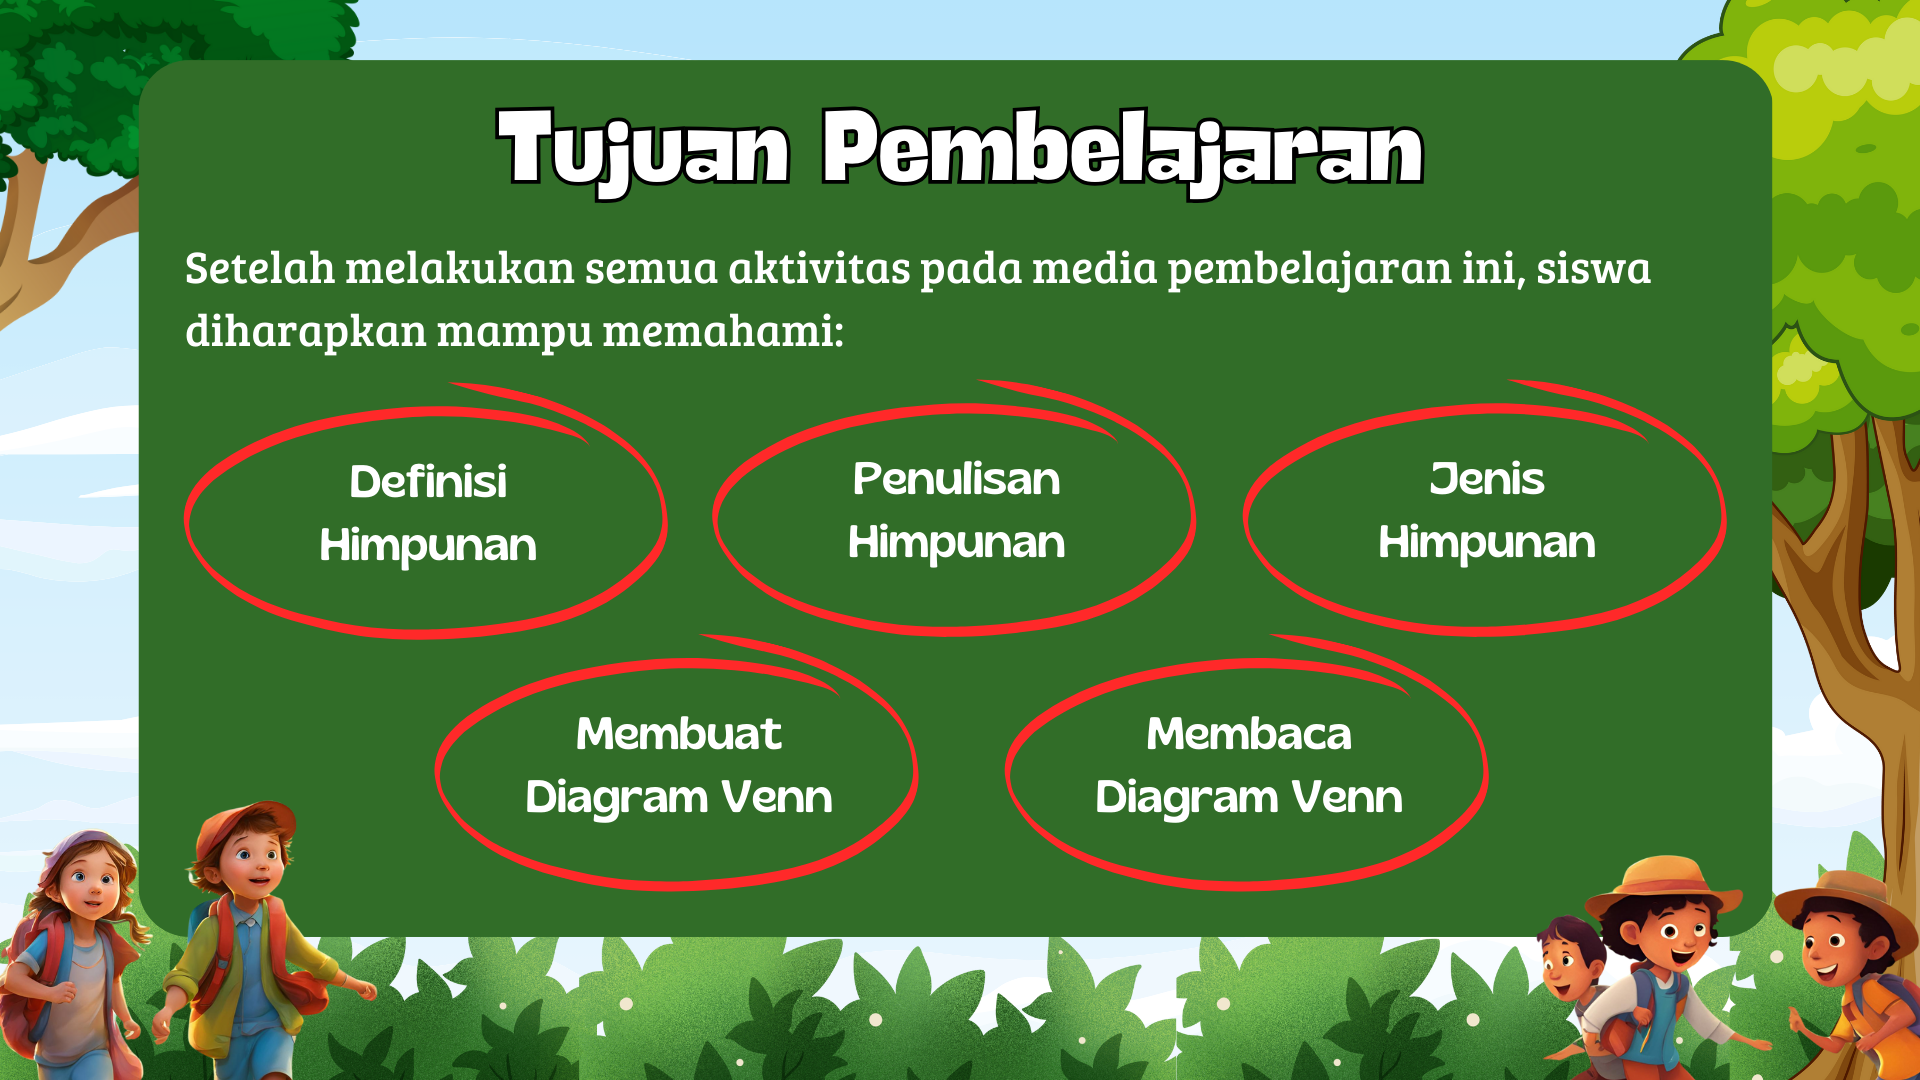 Tujuan Pembelajaran
Setelah melakukan semua aktivitas pada media pembelajaran ini, siswa
diharapkan mampu memahami:
Definisi
Himpunan
Penulisan
Himpunan
Jenis
Himpunan
Membuat
Diagram Venn
Membaca
Diagram Venn